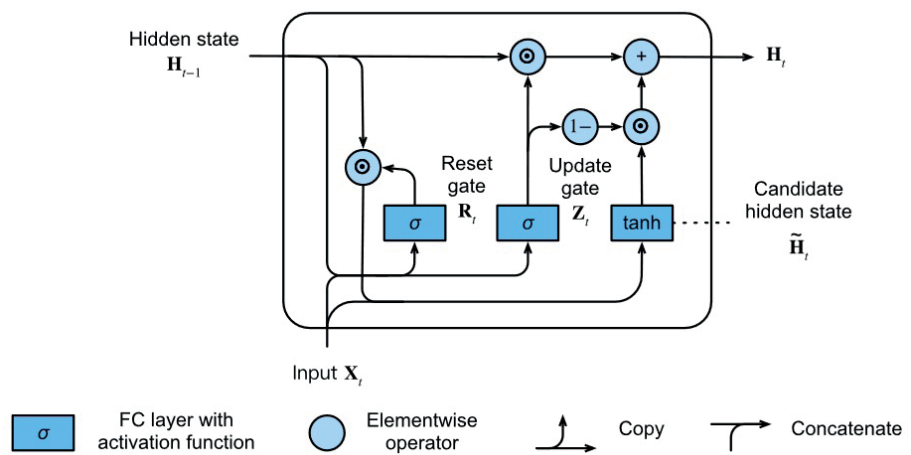 Hidden state
H_{t−1}
⊙
+
H_t
1−
⊙
⊙
Reset
gate
R_t
Update
gate
Z_t
Candidate
hidden state
H̃_t
σ
σ
tanh
Input X_t
σ
FC layer with
activation function
Elementwise
operator
Copy
Concatenate